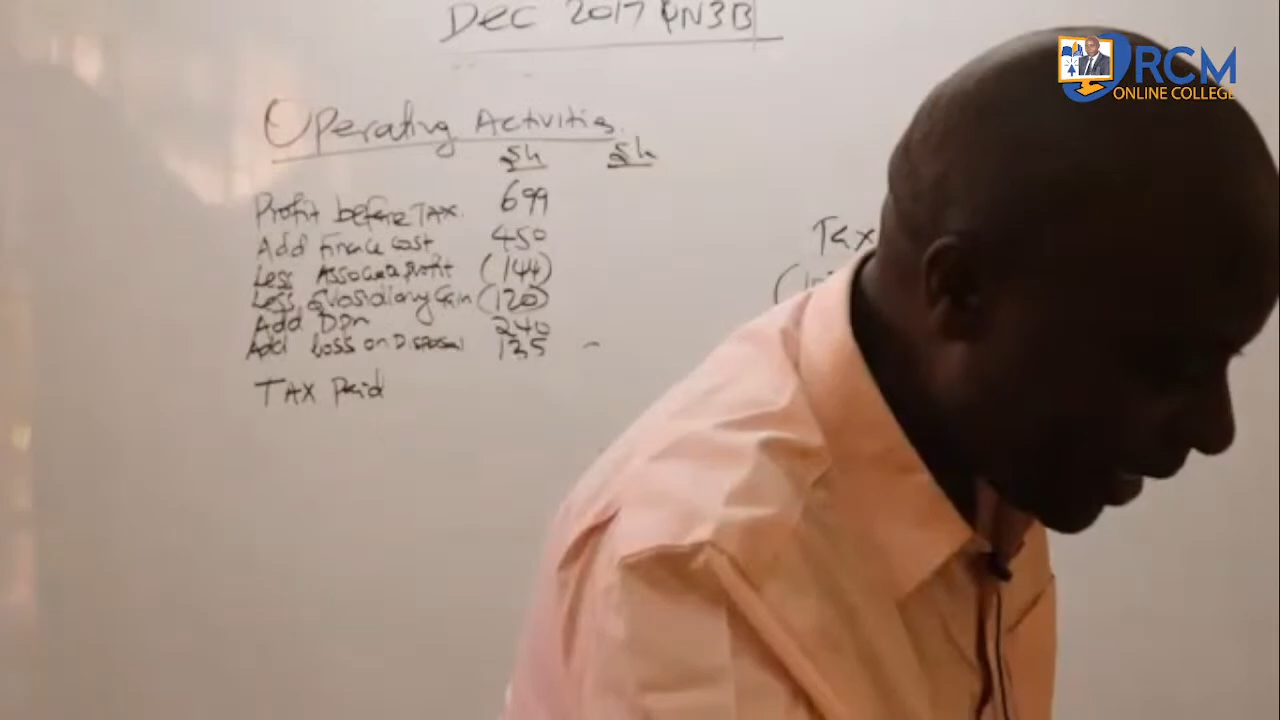 Dec 2017 QN3B
Operating Activities
Sh Sh
Profit before TAX 699
Add Finance cost 450
Less Associate profit (144)
Less Subsidiary Gain (120)
Add Dpn 240
Add Loss on Disposal 135
TAX Paid
Tax
RCM
ONLINE COLLEGE